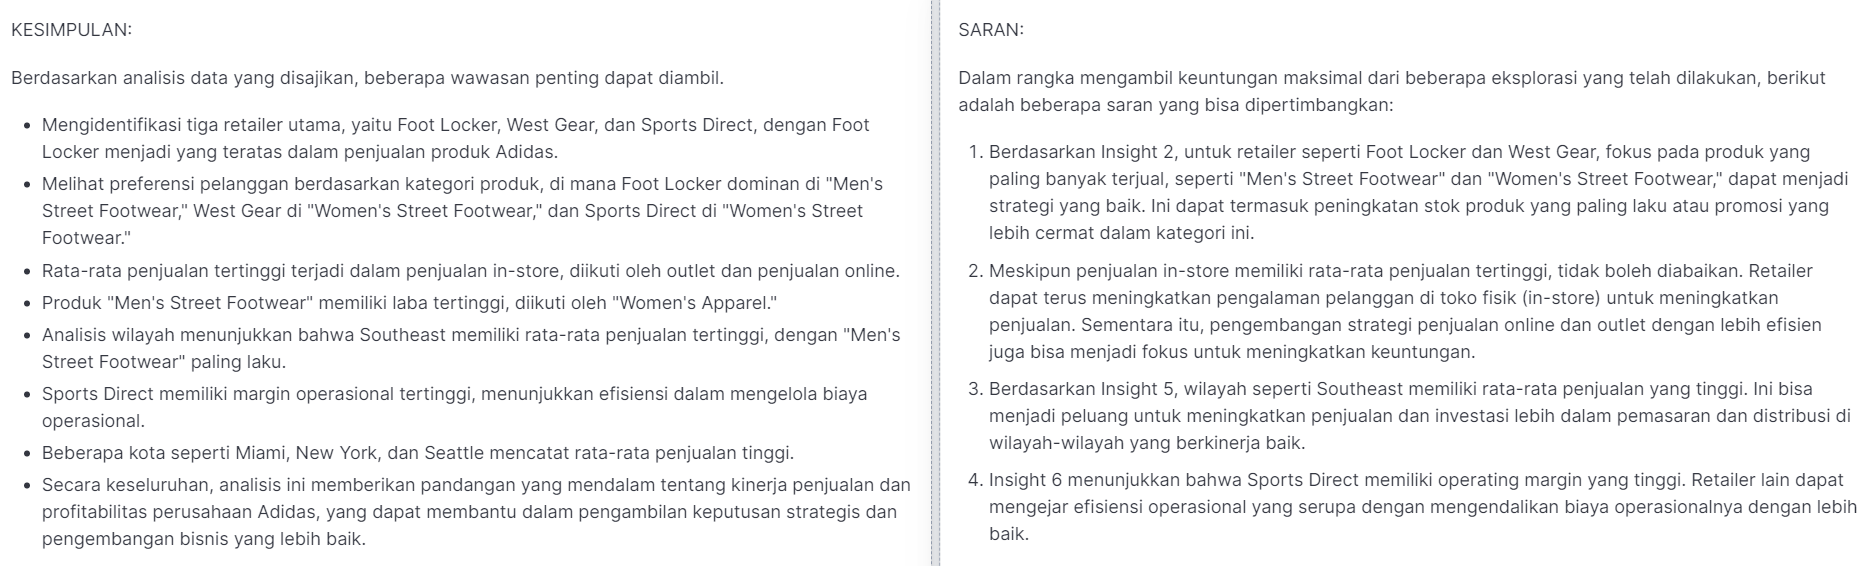 KESIMPULAN:
Berdasarkan analisis data yang disajikan, beberapa wawasan penting dapat diambil.
• Mengidentifikasi tiga retailer utama, yaitu Foot Locker, West Gear, dan Sports Direct, dengan Foot
Locker menjadi yang teratas dalam penjualan produk Adidas.
• Melihat preferensi pelanggan berdasarkan kategori produk, di mana Foot Locker dominan di "Men's
Street Footwear," West Gear di "Women's Street Footwear," dan Sports Direct di "Women's Street
Footwear."
• Rata-rata penjualan tertinggi terjadi dalam penjualan in-store, diikuti oleh outlet dan penjualan online.
• Produk "Men's Street Footwear" memiliki laba tertinggi, diikuti oleh "Women's Apparel."
• Analisis wilayah menunjukkan bahwa Southeast memiliki rata-rata penjualan tertinggi, dengan "Men's
Street Footwear" paling laku.
• Sports Direct memiliki margin operasional tertinggi, menunjukkan efisiensi dalam mengelola biaya
operasional.
• Beberapa kota seperti Miami, New York, dan Seattle mencatat rata-rata penjualan tinggi.
• Secara keseluruhan, analisis ini memberikan pandangan yang mendalam tentang kinerja penjualan dan
profitabilitas perusahaan Adidas, yang dapat membantu dalam pengambilan keputusan strategis dan
pengembangan bisnis yang lebih baik.
SARAN:
Dalam rangka mengambil keuntungan maksimal dari beberapa eksplorasi yang telah dilakukan, berikut
adalah beberapa saran yang bisa dipertimbangkan:
1. Berdasarkan Insight 2, untuk retailer seperti Foot Locker dan West Gear, fokus pada produk yang
paling banyak terjual, seperti "Men's Street Footwear" dan "Women's Street Footwear," dapat menjadi
strategi yang baik. Ini dapat termasuk peningkatan stok produk yang paling laku atau promosi yang
lebih cermat dalam kategori ini.
2. Meskipun penjualan in-store memiliki rata-rata penjualan tertinggi, tidak boleh diabaikan. Retailer
dapat terus meningkatkan pengalaman pelanggan di toko fisik (in-store) untuk meningkatkan
penjualan. Sementara itu, pengembangan strategi penjualan online dan outlet dengan lebih efisien
juga bisa menjadi fokus untuk meningkatkan keuntungan.
3. Berdasarkan Insight 5, wilayah seperti Southeast memiliki rata-rata penjualan yang tinggi. Ini bisa
menjadi peluang untuk meningkatkan penjualan dan investasi lebih dalam pemasaran dan distribusi di
wilayah-wilayah yang berkinerja baik.
4. Insight 6 menunjukkan bahwa Sports Direct memiliki operating margin yang tinggi. Retailer lain dapat
mengejar efisiensi operasional yang serupa dengan mengendalikan biaya operasionalnya dengan lebih
baik.